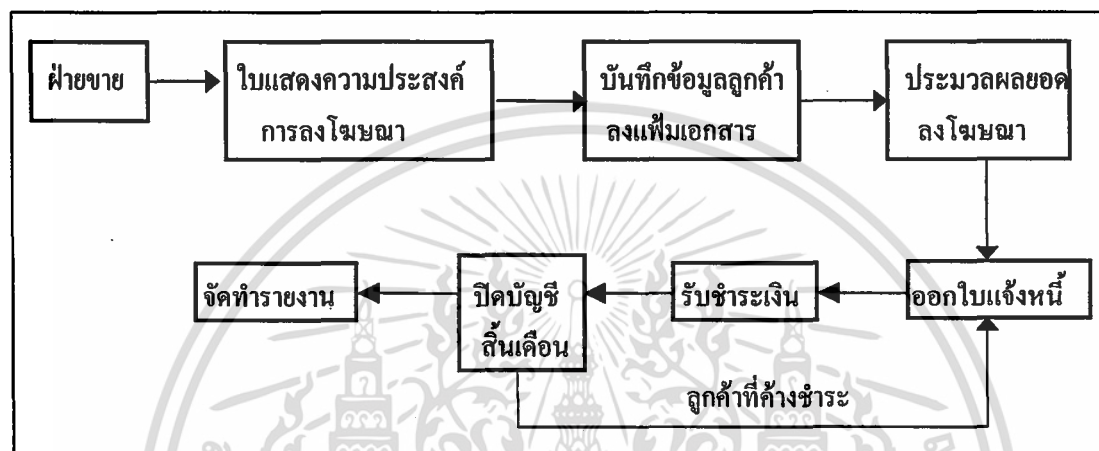 ฝ่ายขาย
ใบแสดงความประสงค์
การลงโฆษณา
บันทึกข้อมูลลูกค้า
ลงแฟ้มเอกสาร
ประมวลผลยอด
ลงโฆษณา
จัดทำรายงาน
ปิดบัญชี
สิ้นเดือน
รับชำระเงิน
ออกใบแจ้งหนี้
ลูกค้าที่ค้างชำระ